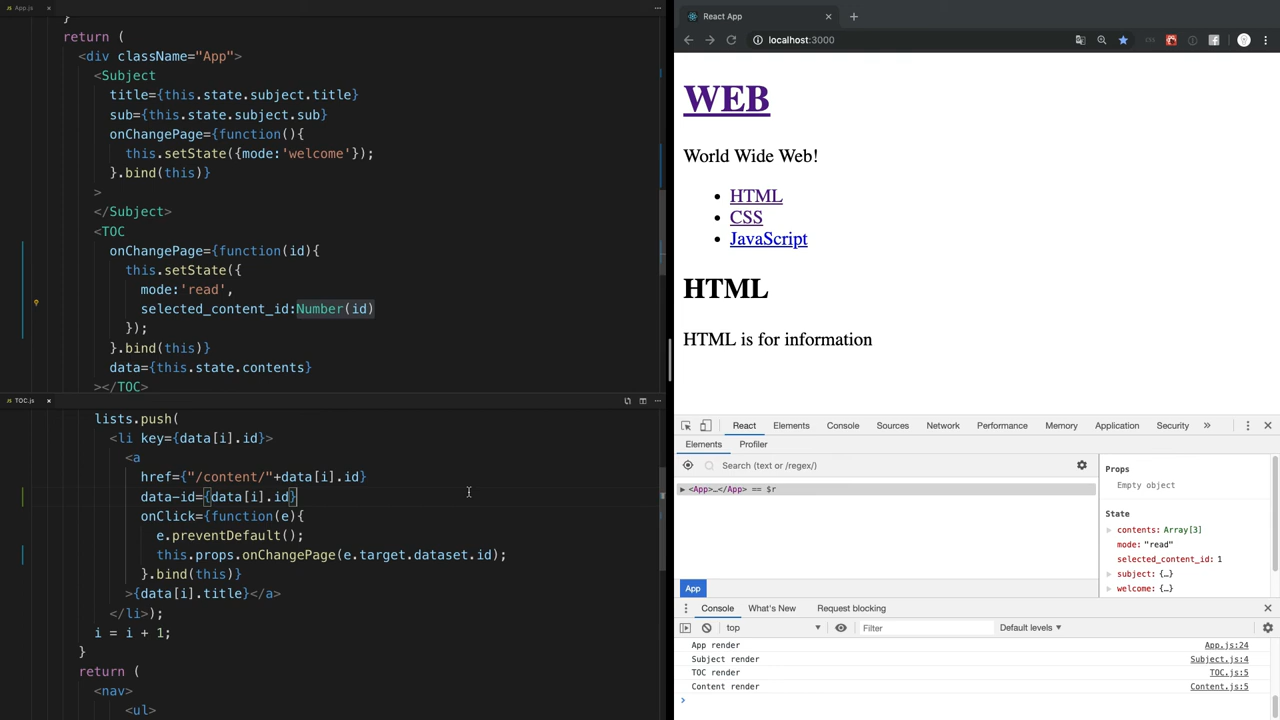 App.js ×
}
return (
<div className="App">
<Subject
title={this.state.subject.title}
sub={this.state.subject.sub}
onChangePage={function(){
this.setState({mode:'welcome'});
}.bind(this)}
>
</Subject>
<TOC
onChangePage={function(id){
this.setState({
mode:'read',
selected_content_id:Number(id)
});
}.bind(this)}
data={this.state.contents}
></TOC>
TOC.js ×
lists.push(
<li key={data[i].id}>
<a
href={"/content/"+data[i].id}
data-id={data[i].id}
onClick={function(e){
e.preventDefault();
this.props.onChangePage(e.target.dataset.id);
}.bind(this)}
>{data[i].title}</a>
</li>);
i = i + 1;
}
return (
<nav>
<ul>
React App
localhost:3000
WEB
World Wide Web!
HTML
CSS
JavaScript
HTML
HTML is for information
React Elements Console Sources Network Performance Memory Application Security »
Elements Profiler
Search (text or /regex/)
<App>…</App> == $r
App
Props
Empty object
State
contents: Array[3]
mode: "read"
selected_content_id: 1
subject: {…}
welcome: {…}
Console What's New Request blocking
top Filter Default levels
App render App.js:24
Subject render Subject.js:4
TOC render TOC.js:5
Content render Content.js:5